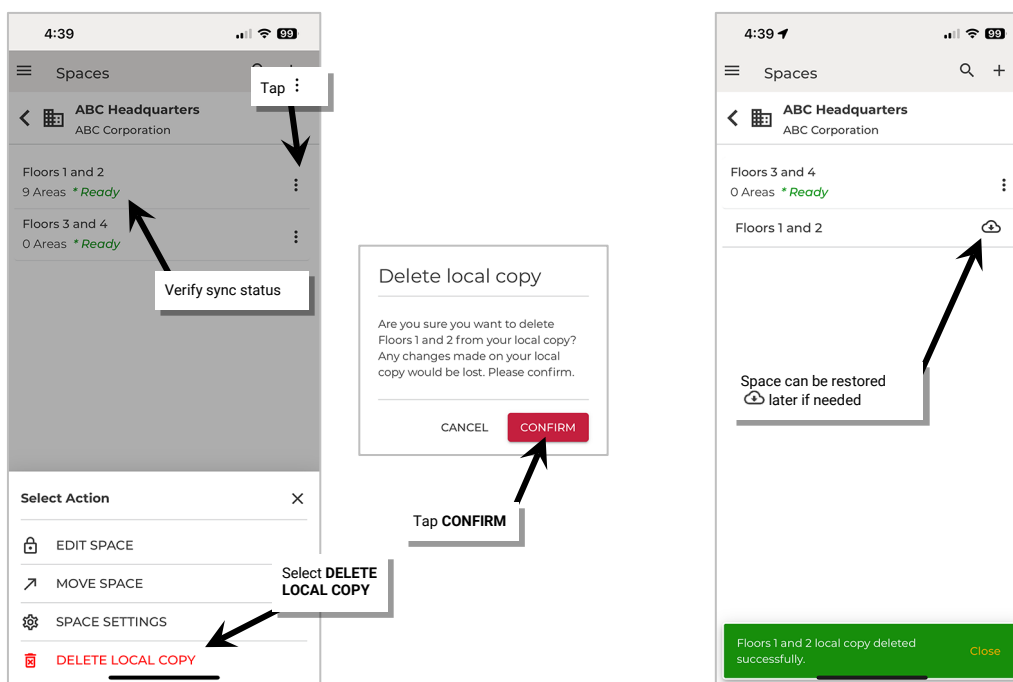 4:39
99
Spaces
Tap
ABC Headquarters
ABC Corporation
Floors 1 and 2
9 Areas * Ready
Floors 3 and 4
0 Areas * Ready
Verify sync status
Select Action
EDIT SPACE
MOVE SPACE
SPACE SETTINGS
DELETE LOCAL COPY
Select DELETE
LOCAL COPY
Delete local copy
Are you sure you want to delete
Floors 1 and 2 from your local copy?
Any changes made on your local
copy would be lost. Please confirm.
CANCEL
CONFIRM
Tap CONFIRM
4:39
99
Spaces
ABC Headquarters
ABC Corporation
Floors 3 and 4
0 Areas * Ready
Floors 1 and 2
Space can be restored
later if needed
Floors 1 and 2 local copy deleted
successfully.
Close